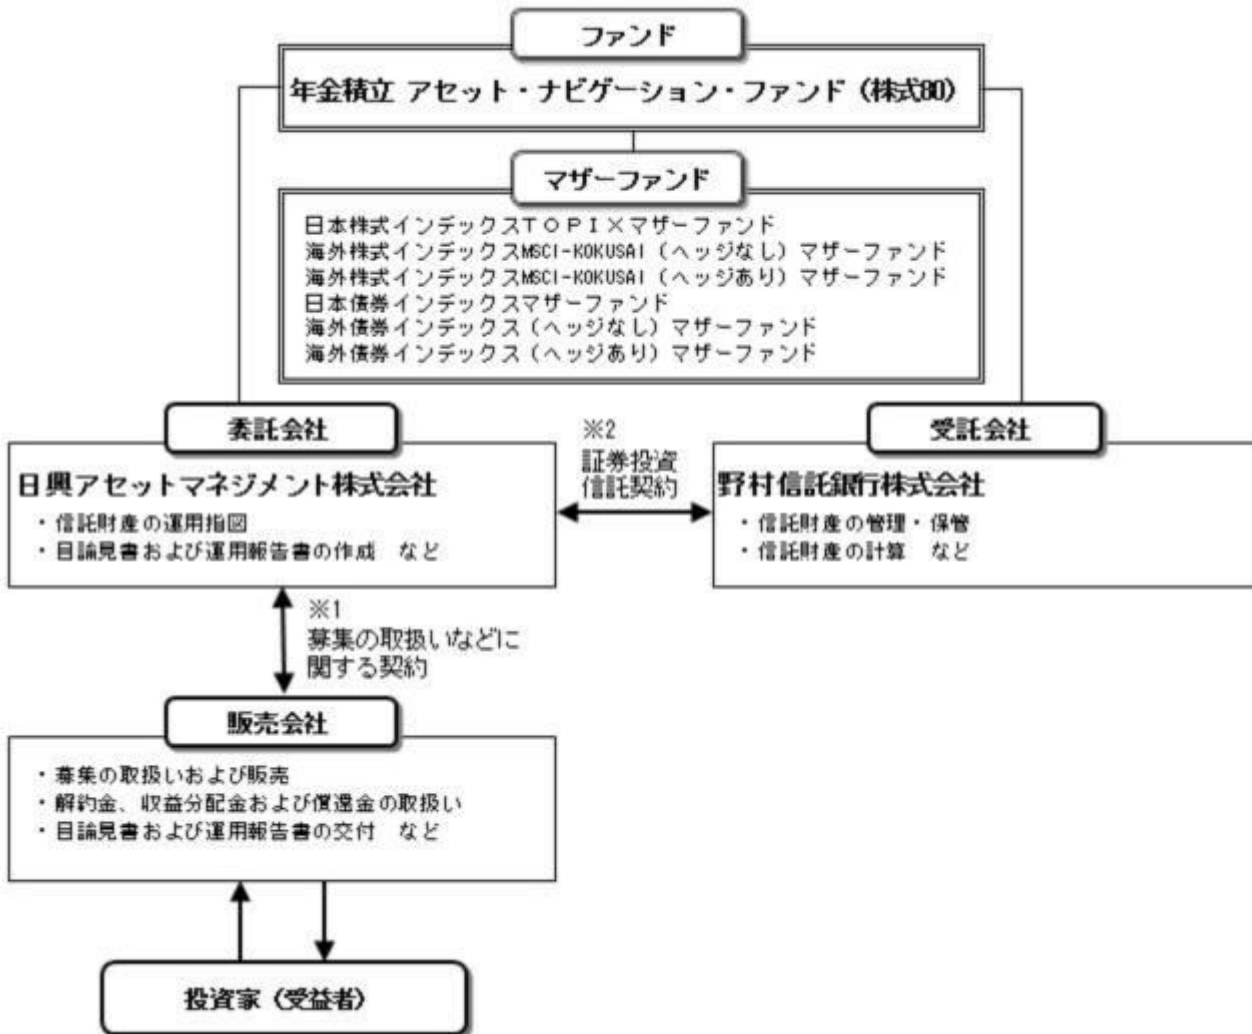 ファンド
年金積立 アセット・ナビゲーション・ファンド（株式80）
マザーファンド
日本株式インデックスＴＯＰＩＸマザーファンド
海外株式インデックスMSCI-KOKUSAI（ヘッジなし）マザーファンド
海外株式インデックスMSCI-KOKUSAI（ヘッジあり）マザーファンド
日本債券インデックスマザーファンド
海外債券インデックス（ヘッジなし）マザーファンド
海外債券インデックス（ヘッジあり）マザーファンド
委託会社
日興アセットマネジメント株式会社
・信託財産の運用指図
・目論見書および運用報告書の作成　など
※2
証券投資
信託契約
受託会社
野村信託銀行株式会社
・信託財産の管理・保管
・信託財産の計算　など
※1
募集の取扱いなどに
関する契約
販売会社
・募集の取扱いおよび販売
・解約金、収益分配金および償還金の取扱い
・目論見書および運用報告書の交付　など
投資家（受益者）